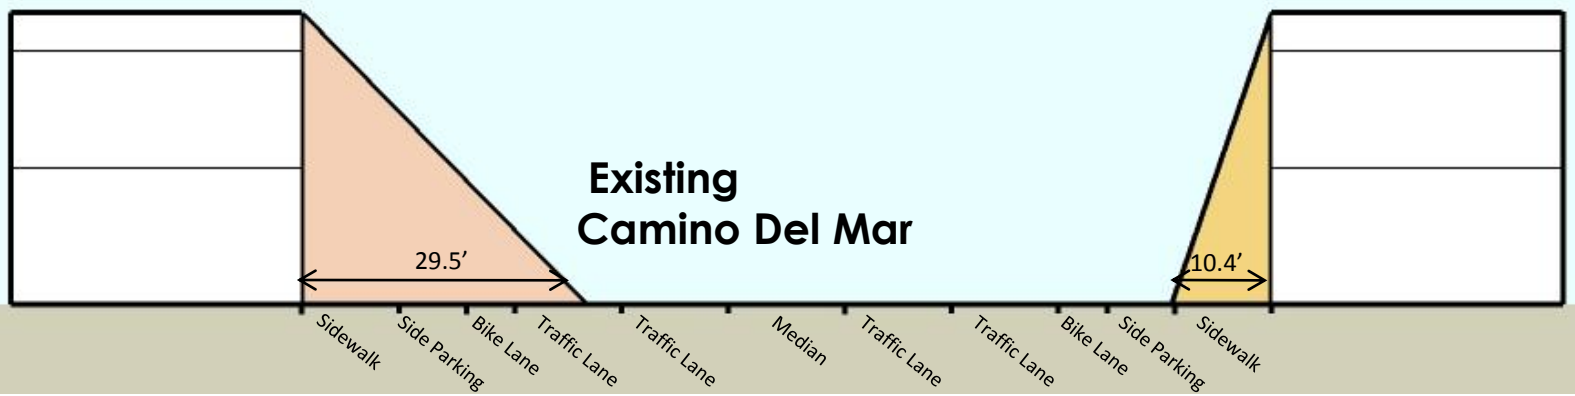 Existing
Camino Del Mar
29.5’
10.4’
Sidewalk
Side Parking
Bike Lane
Traffic Lane
Traffic Lane
Median
Traffic Lane
Traffic Lane
Bike Lane
Side Parking
Sidewalk